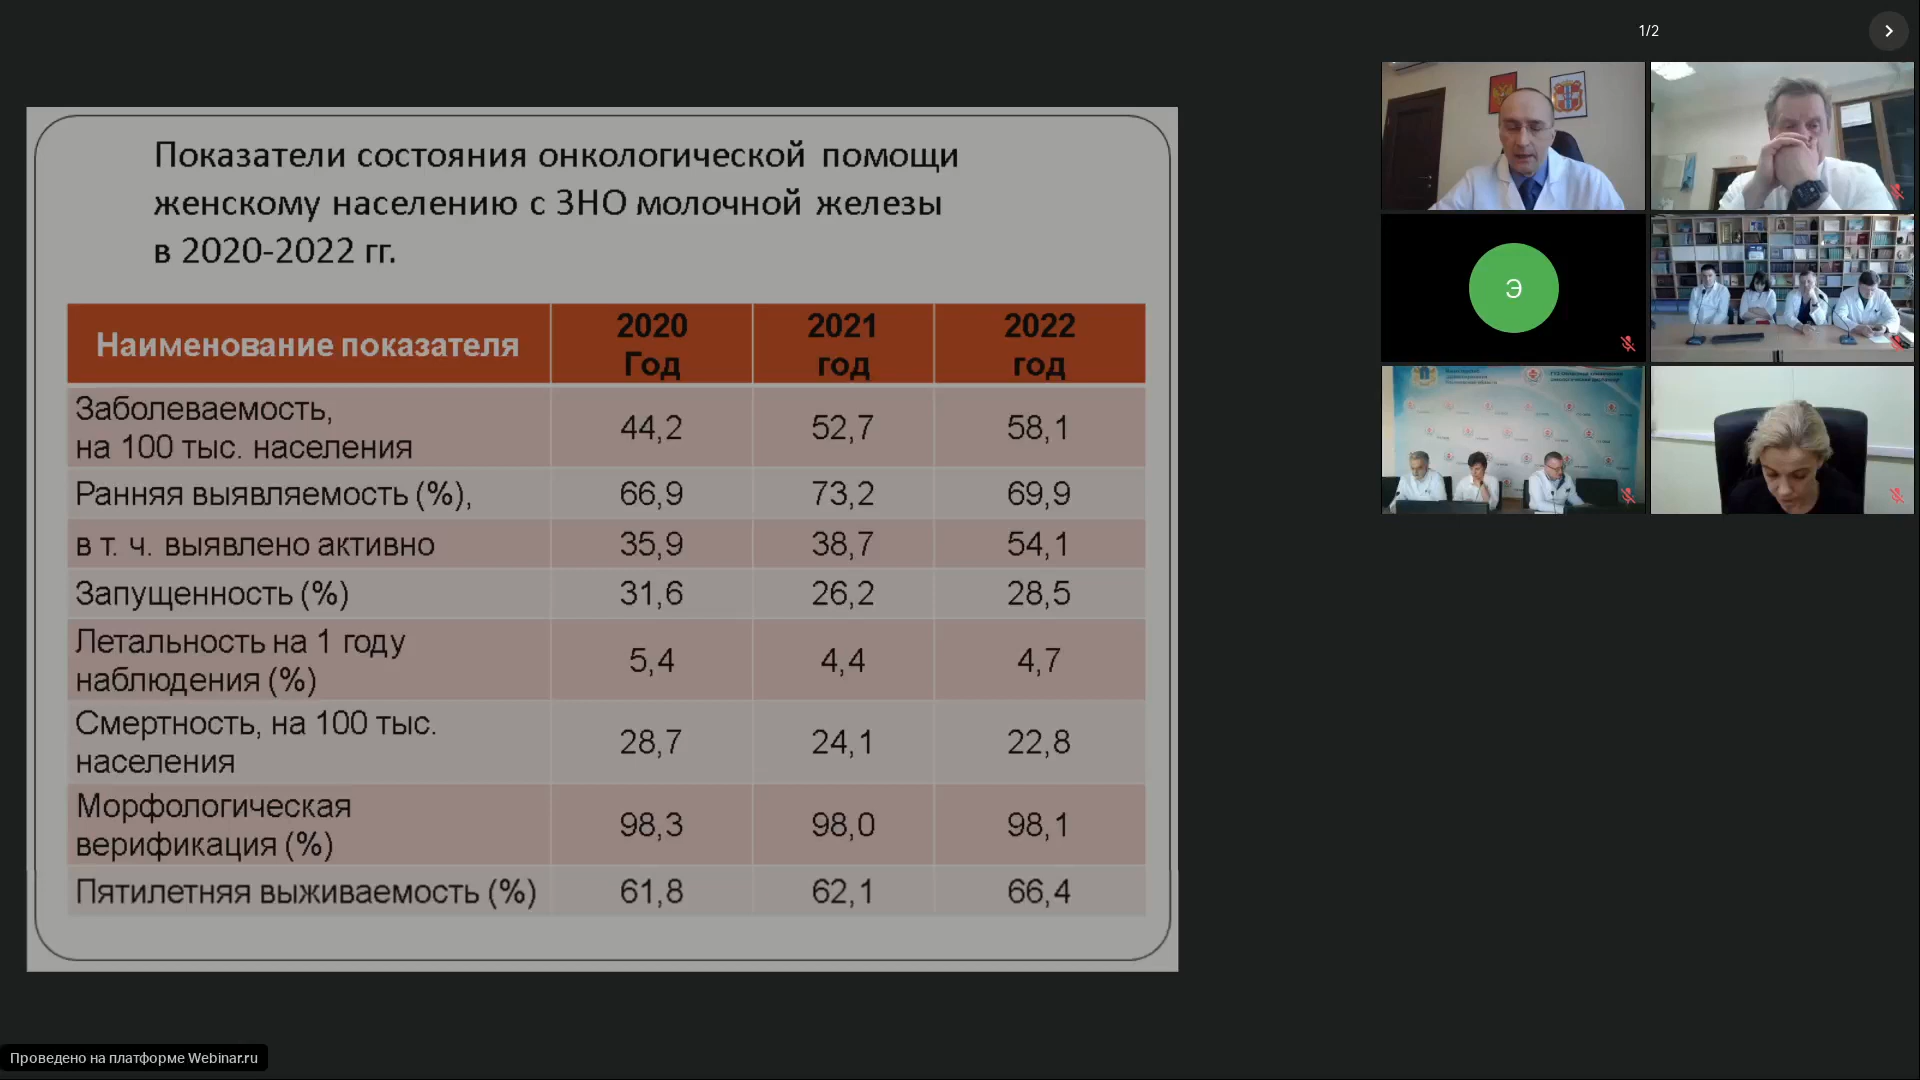 1/2
Показатели состояния онкологической помощи
женскому населению с ЗНО молочной железы
в 2020-2022 гг.
Наименование показателя
2020 Год
2021 год
2022 год
Заболеваемость,
на 100 тыс. населения
44,2
52,7
58,1
Ранняя выявляемость (%),
66,9
73,2
69,9
в т. ч. выявлено активно
35,9
38,7
54,1
Запущенность (%)
31,6
26,2
28,5
Летальность на 1 году
наблюдения (%)
5,4
4,4
4,7
Смертность, на 100 тыс.
населения
28,7
24,1
22,8
Морфологическая
верификация (%)
98,3
98,0
98,1
Пятилетняя выживаемость (%)
61,8
62,1
66,4
Э
Проведено на платформе Webinar.ru